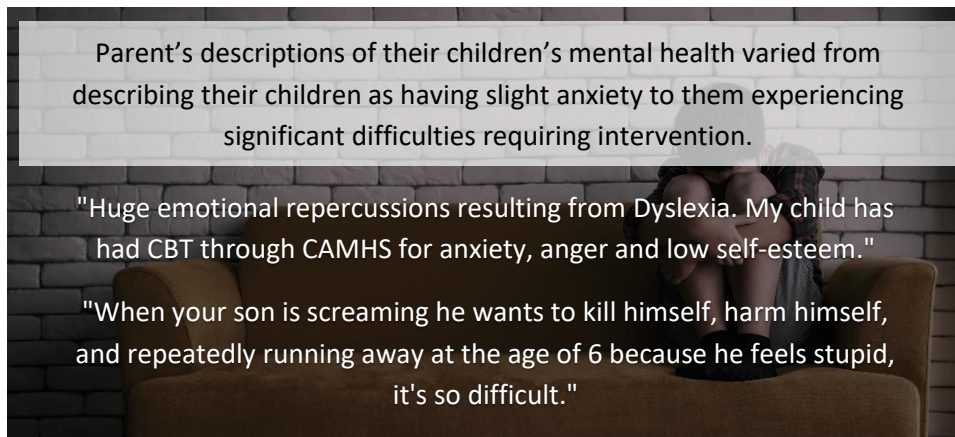 Parent’s descriptions of their children’s mental health varied from
describing their children as having slight anxiety to them experiencing
significant difficulties requiring intervention.
"Huge emotional repercussions resulting from Dyslexia. My child has
had CBT through CAMHS for anxiety, anger and low self-esteem."
"When your son is screaming he wants to kill himself, harm himself,
and repeatedly running away at the age of 6 because he feels stupid,
it's so difficult."